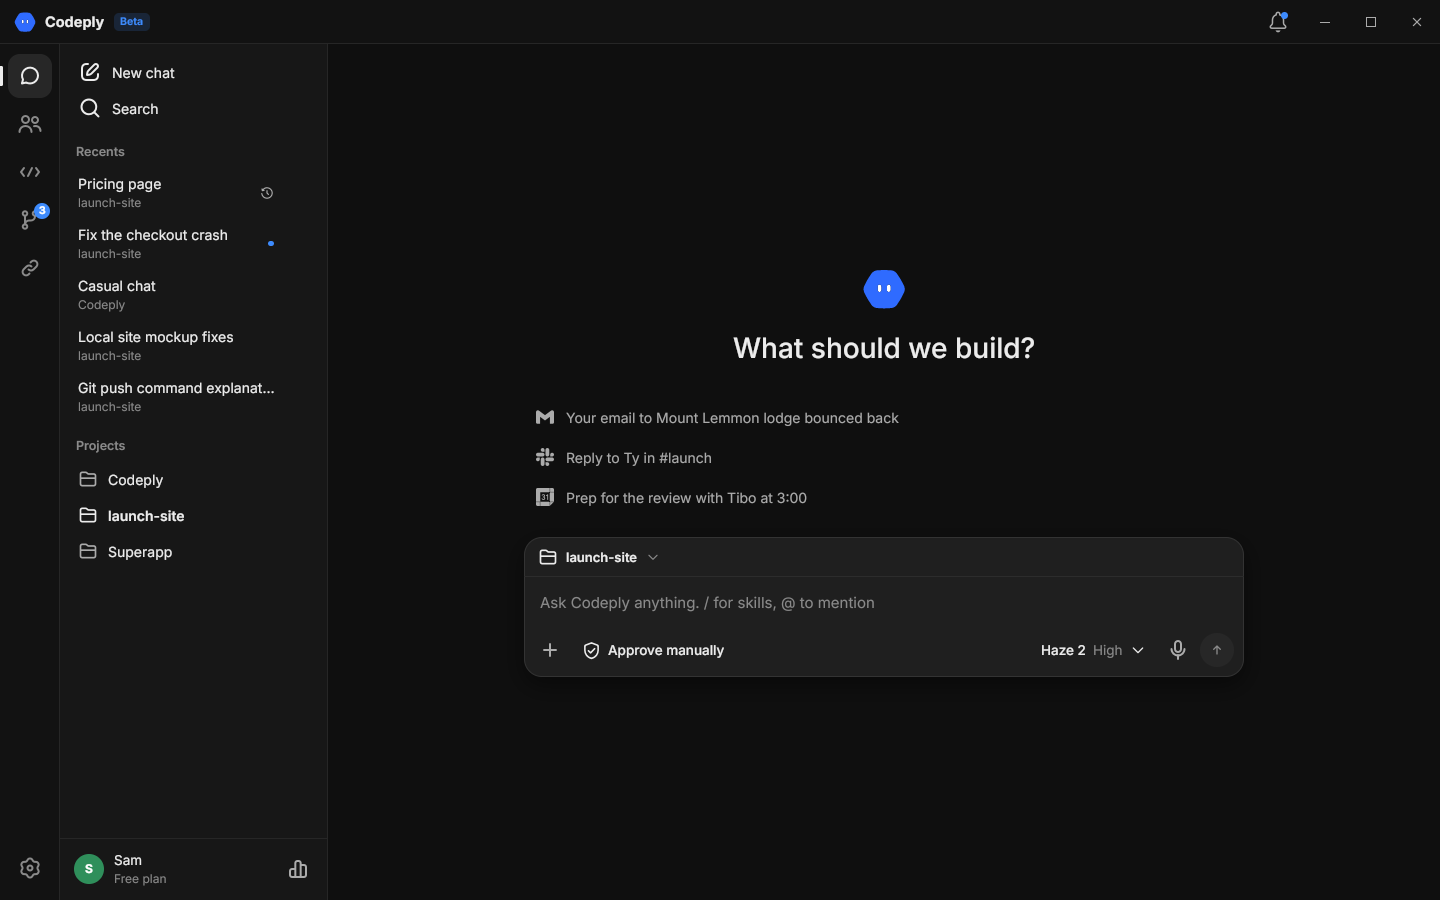 Codeply Beta
New chat
Search
Recents
Pricing page
launch-site
Fix the checkout crash
launch-site
Casual chat
Codeply
Local site mockup fixes
launch-site
Git push command explanat...
launch-site
Projects
Codeply
launch-site
Superapp
Sam
S
Free plan
3
What should we build?
Your email to Mount Lemmon lodge bounced back
Reply to Ty in #launch
31
Prep for the review with Tibo at 3:00
launch-site
Ask Codeply anything. / for skills, @ to mention
Approve manually
Haze 2 High